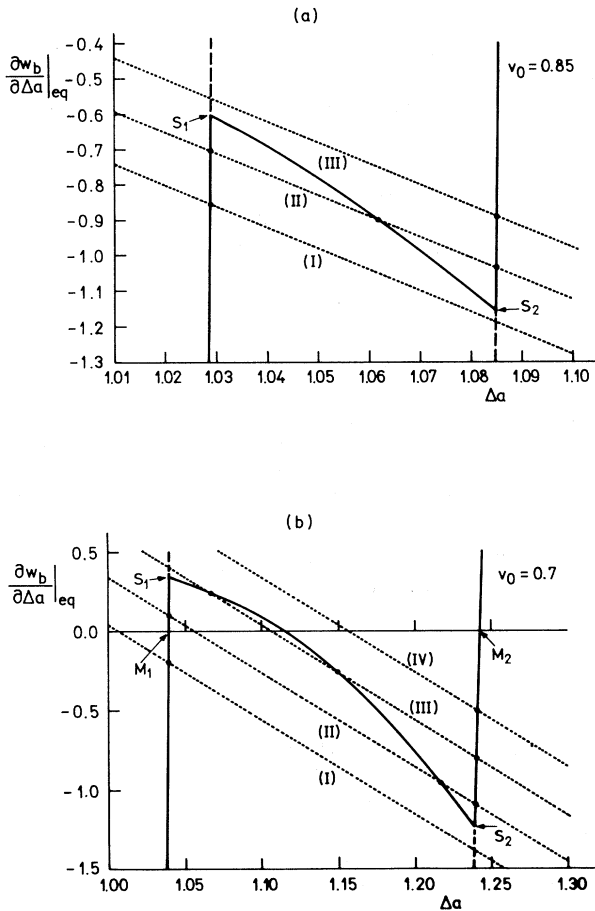 (a)
∂w_b/∂Δa|_eq
v₀ = 0.85
-0.4
-0.5
-0.6
-0.7
-0.8
-0.9
-1.0
-1.1
-1.2
-1.3
S₁
(III)
(II)
(I)
S₂
1.01 1.02 1.03 1.04 1.05 1.06 1.07 1.08 1.09 1.10
Δa
(b)
∂w_b/∂Δa|_eq
v₀ = 0.7
0.5
0.0
-0.5
-1.0
-1.5
S₁
M₁
M₂
(IV)
(III)
(II)
(I)
S₂
1.00 1.05 1.10 1.15 1.20 1.25 1.30
Δa